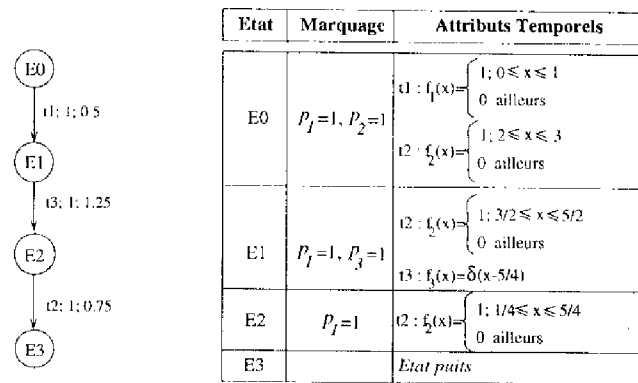 E0
t1; 1; 0.5
E1
t3; 1; 1.25
E2
t2; 1; 0.75
E3
Etat Marquage Attributs Temporels
E0 p1=1, p2=1
t1 : f1(x)= 1; 0≤x≤1
0 ailleurs
t2 : f2(x)= 1; 2≤x≤3
0 ailleurs
E1 p1=1, p3=1
t2 : f2(x)= 1; 3/2≤x≤5/2
0 ailleurs
t3 : f3(x)=δ(x-5/4)
E2 p1=1 t2 : f2(x)= 1; 1/4≤x≤5/4
0 ailleurs
E3 Etat puits